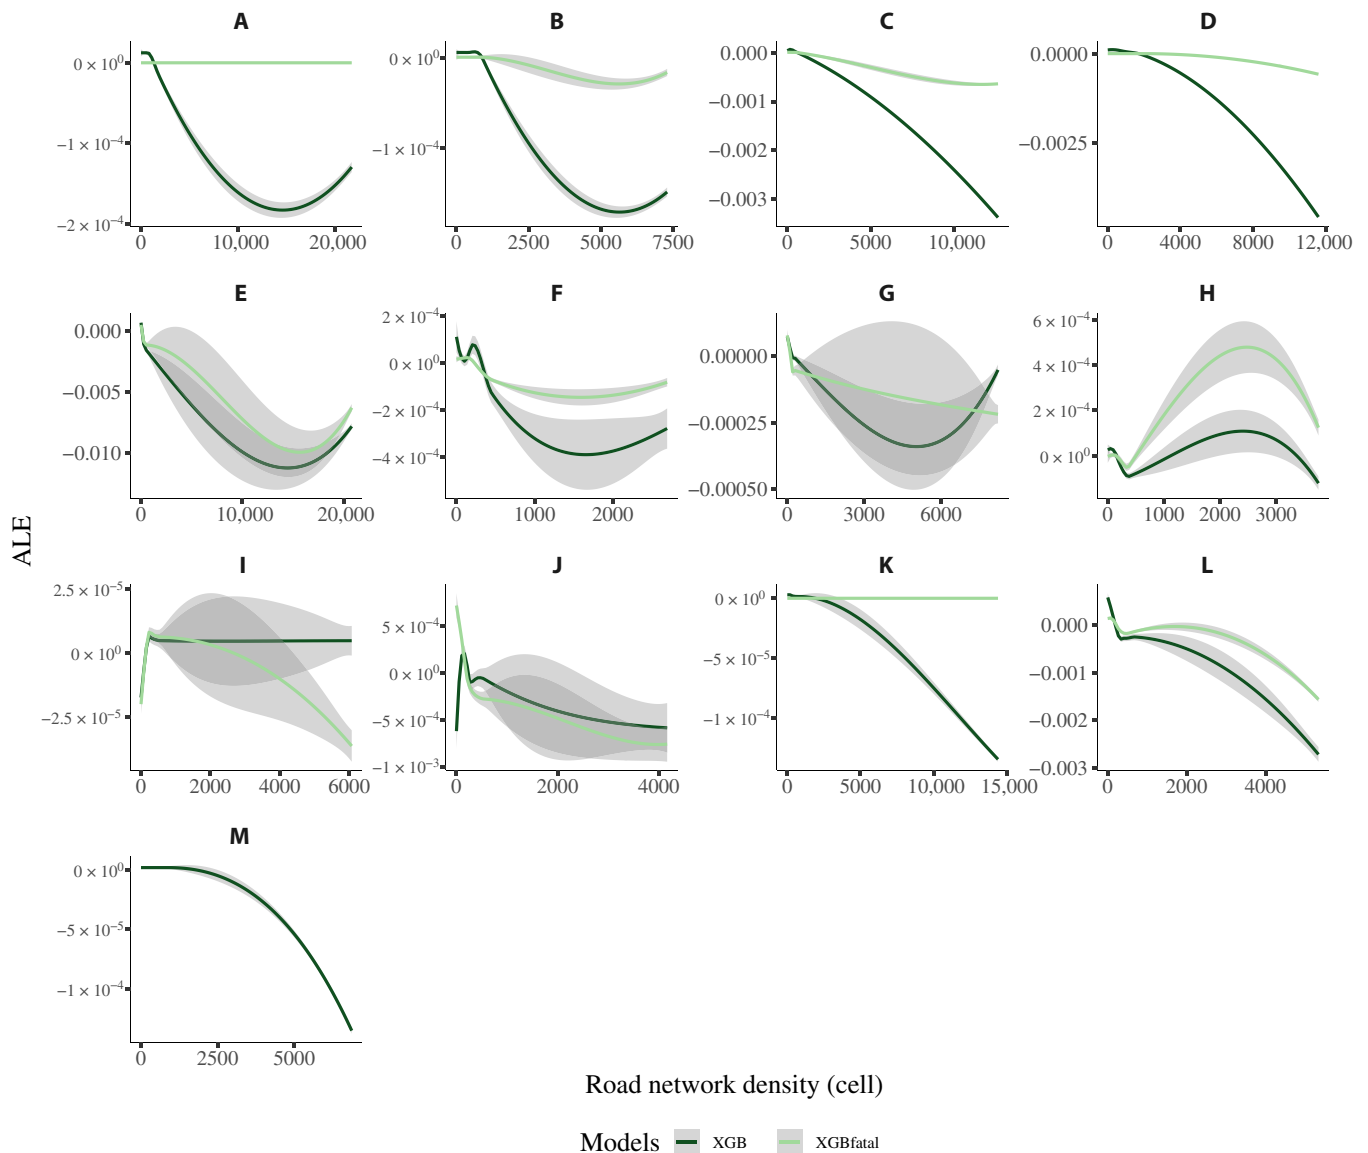 A B C D
0 × 10⁰
−1 × 10⁻⁴
−2 × 10⁻⁴
0 10,000 20,000
0 × 10⁰
−1 × 10⁻⁴
0 2500 5000 7500
0.000
−0.001
−0.002
−0.003
0 5000 10,000
0.0000
−0.0025
0 4000 8000 12,000
E F G H
0.000
−0.005
−0.010
0 10,000 20,000
2 × 10⁻⁴
0 × 10⁰
−2 × 10⁻⁴
−4 × 10⁻⁴
0 1000 2000
0.00000
−0.00025
−0.00050
0 3000 6000
6 × 10⁻⁴
4 × 10⁻⁴
2 × 10⁻⁴
0 × 10⁰
0 1000 2000 3000
ALE
I J K L
2.5 × 10⁻⁵
0 × 10⁰
−2.5 × 10⁻⁵
0 2000 4000 6000
5 × 10⁻⁴
0 × 10⁰
−5 × 10⁻⁴
−1 × 10⁻³
0 2000 4000
0 × 10⁰
−5 × 10⁻⁵
−1 × 10⁻⁴
0 5000 10,000 15,000
0.000
−0.001
−0.002
−0.003
0 2000 4000
M
0 × 10⁰
−5 × 10⁻⁵
−1 × 10⁻⁴
0 2500 5000
Road network density (cell)
Models XGB XGBfatal